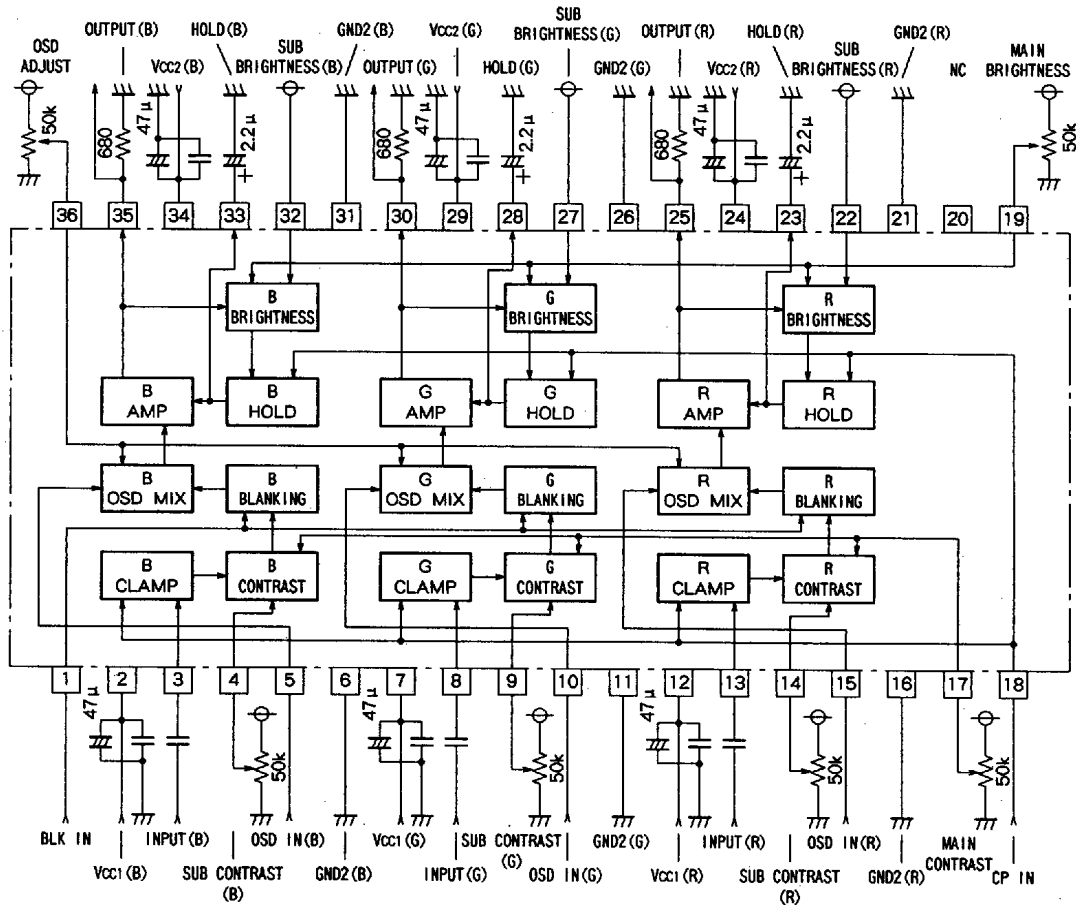 SUB
OUTPUT(B)
HOLD(B)
GND2(B)
VCC2(G)
BRIGHTNESS(G)
OUTPUT(R)
HOLD(R)
GND2(R)
OSD
ADJUST
VCC2(B)
SUB
BRIGHTNESS(B)
OUTPUT(G)
HOLD(G)
GND2(G)
VCC2(R)
SUB
BRIGHTNESS(R)
NC
MAIN
BRIGHTNESS
50k
680
47μ
2.2μ
+
680
47μ
2.2μ
+
680
47μ
2.2μ
+
50k
36
35
34
33
32
31
30
29
28
27
26
25
24
23
22
21
20
19
B
BRIGHTNESS
G
BRIGHTNESS
R
BRIGHTNESS
B
AMP
B
HOLD
G
AMP
G
HOLD
R
AMP
R
HOLD
B
OSD MIX
B
BLANKING
G
OSD MIX
G
BLANKING
R
OSD MIX
R
BLANKING
B
CLAMP
B
CONTRAST
G
CLAMP
G
CONTRAST
R
CLAMP
R
CONTRAST
1
2
3
4
5
6
7
8
9
10
11
12
13
14
15
16
17
18
47μ
50k
47μ
50k
47μ
50k
50k
BLK IN
INPUT(B)
OSD IN(B)
VCC1(G)
SUB CONTRAST
(G)
GND2(G)
INPUT(R)
OSD IN(R)
MAIN
CONTRAST
VCC1(B)
SUB CONTRAST
(B)
GND2(B)
INPUT(G)
OSD IN(G)
VCC1(R)
SUB CONTRAST
(R)
GND2(R)
CP IN